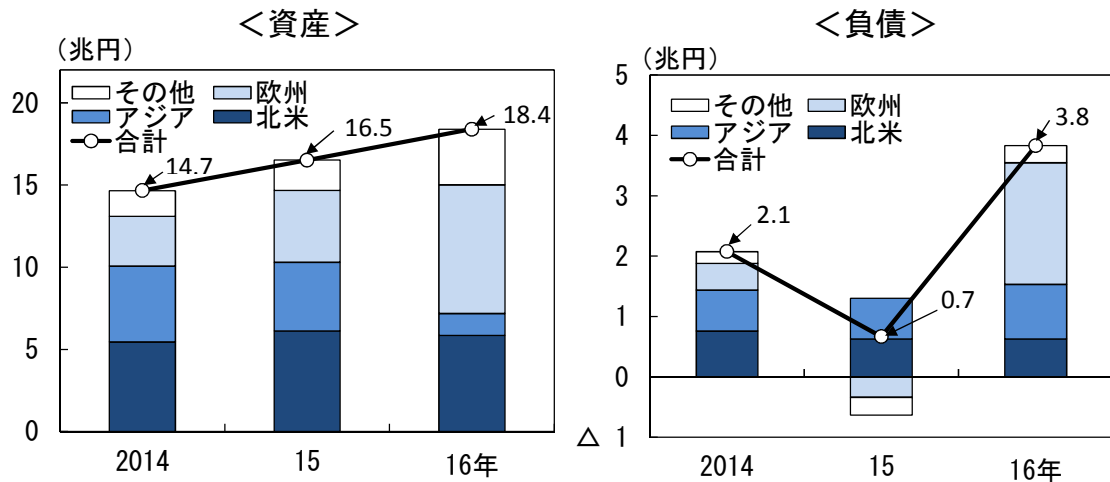 ＜資産＞
（兆円）
その他 欧州
アジア 北米
合計
20
15
10
5
0
14.7
16.5
18.4
2014 15 16年
＜負債＞
（兆円）
その他 欧州
アジア 北米
合計
5
4
3
2
1
0
△ 1
2.1
0.7
3.8
2014 15 16年